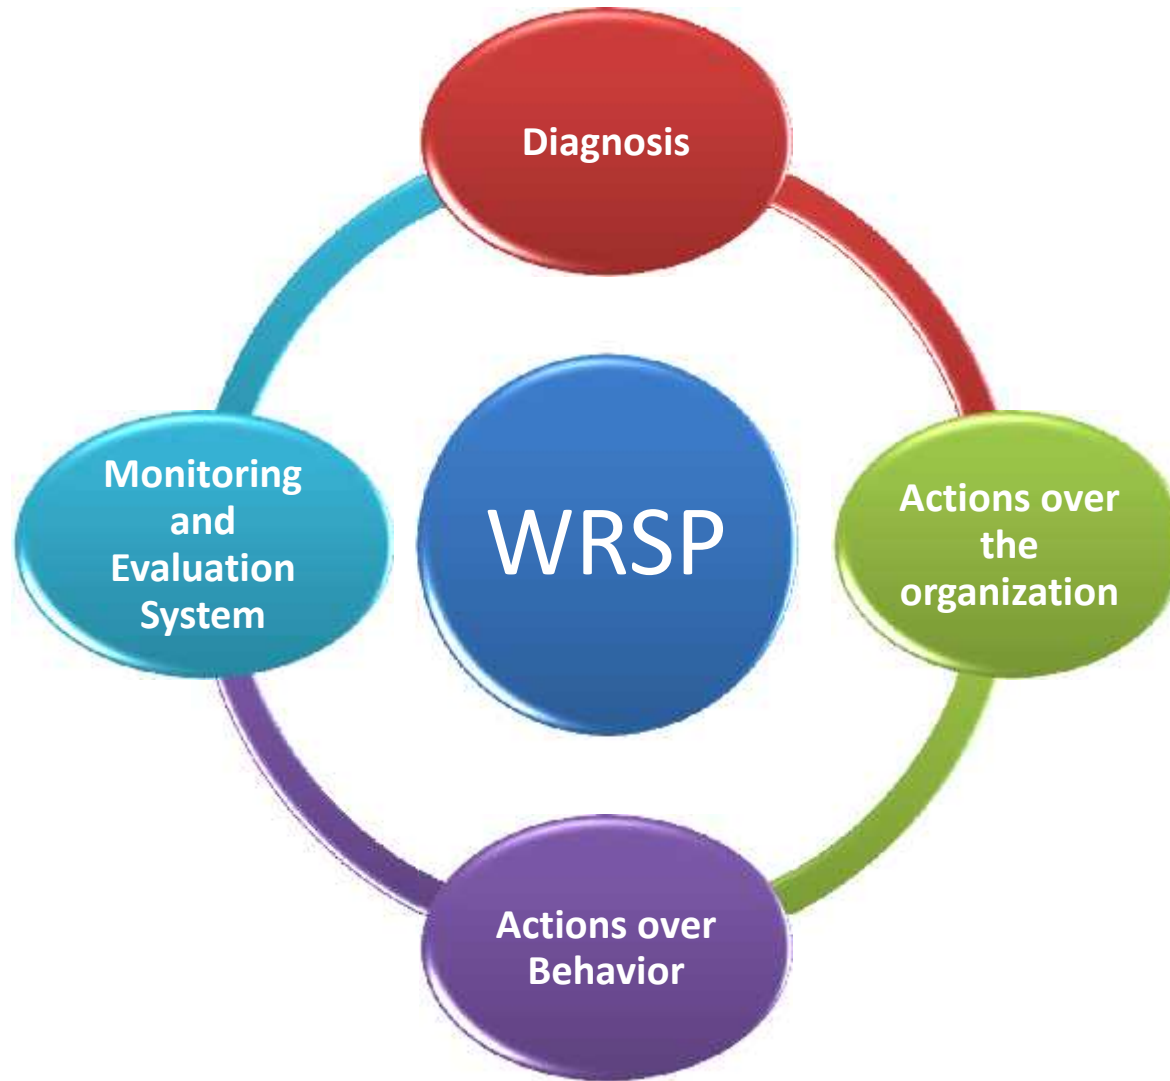 Diagnosis
Monitoring
and
Evaluation
System
WRSP
Actions over
the
organization
Actions over
Behavior